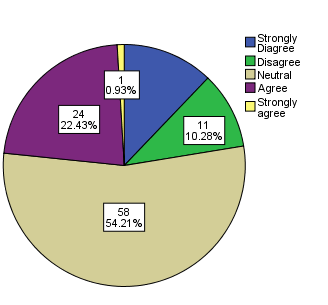 Strongly
Diagree
Disagree
Neutral
Agree
Strongly
agree
1
0.93%
24
22.43%
11
10.28%
58
54.21%